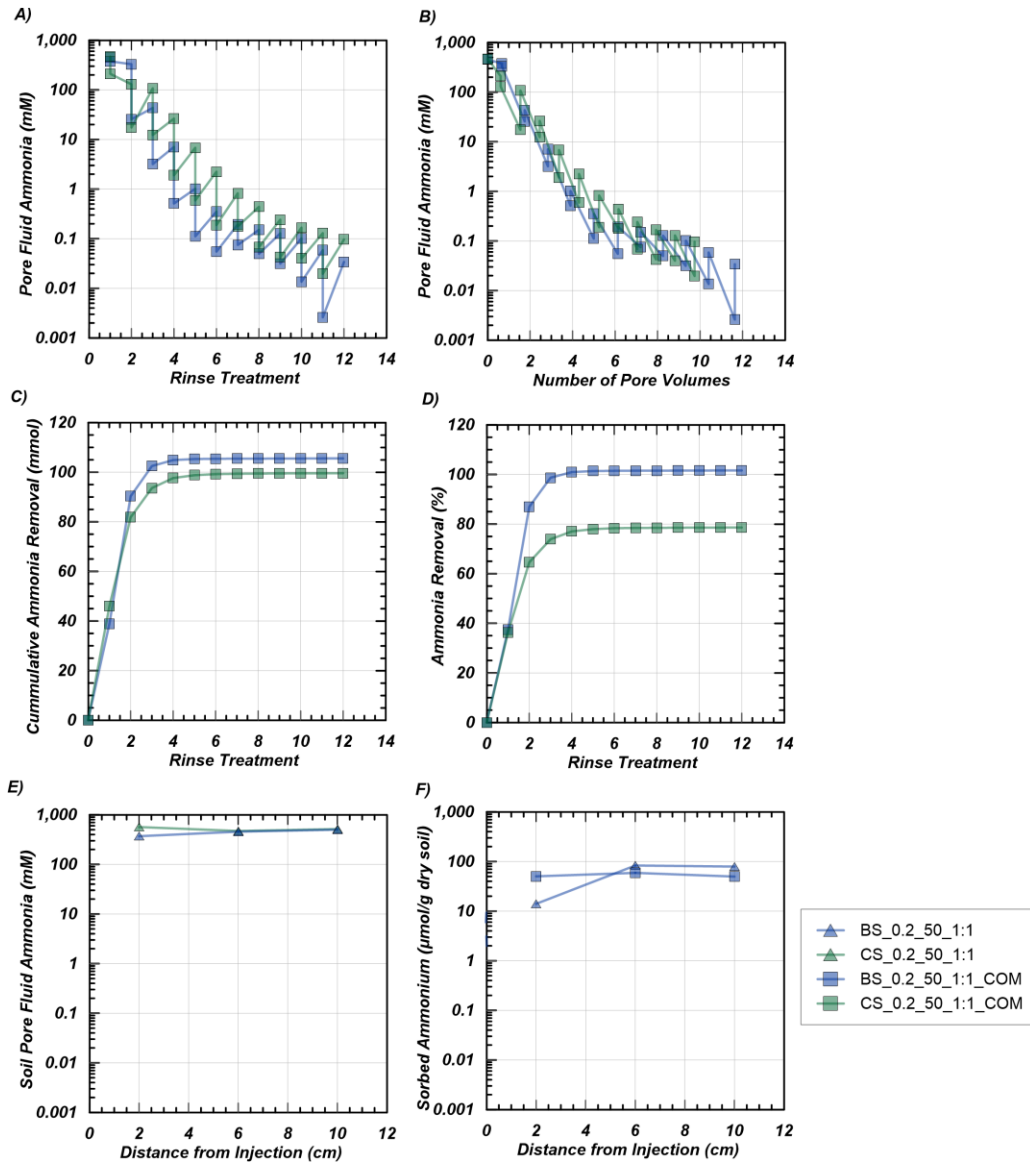 A)
1,000
100
10
1
0.1
0.01
0.001
Pore Fluid Ammonia (mM)
0 2 4 6 8 10 12 14
Rinse Treatment
B)
1,000
100
10
1
0.1
0.01
0.001
Pore Fluid Ammonia (mM)
0 2 4 6 8 10 12 14
Number of Pore Volumes
C)
120
100
80
60
40
20
0
Cummulative Ammonia Removal (mmol)
0 2 4 6 8 10 12 14
Rinse Treatment
D)
120
100
80
60
40
20
0
Ammonia Removal (%)
0 2 4 6 8 10 12 14
Rinse Treatment
E)
1,000
100
10
1
0.1
0.01
0.001
Soil Pore Fluid Ammonia (mM)
0 2 4 6 8 10 12
Distance from Injection (cm)
F)
1,000
100
10
1
0.1
0.01
0.001
Sorbed Ammonium (µmol/g dry soil)
0 2 4 6 8 10 12
Distance from Injection (cm)
BS_0.2_50_1:1
CS_0.2_50_1:1
BS_0.2_50_1:1_COM
CS_0.2_50_1:1_COM